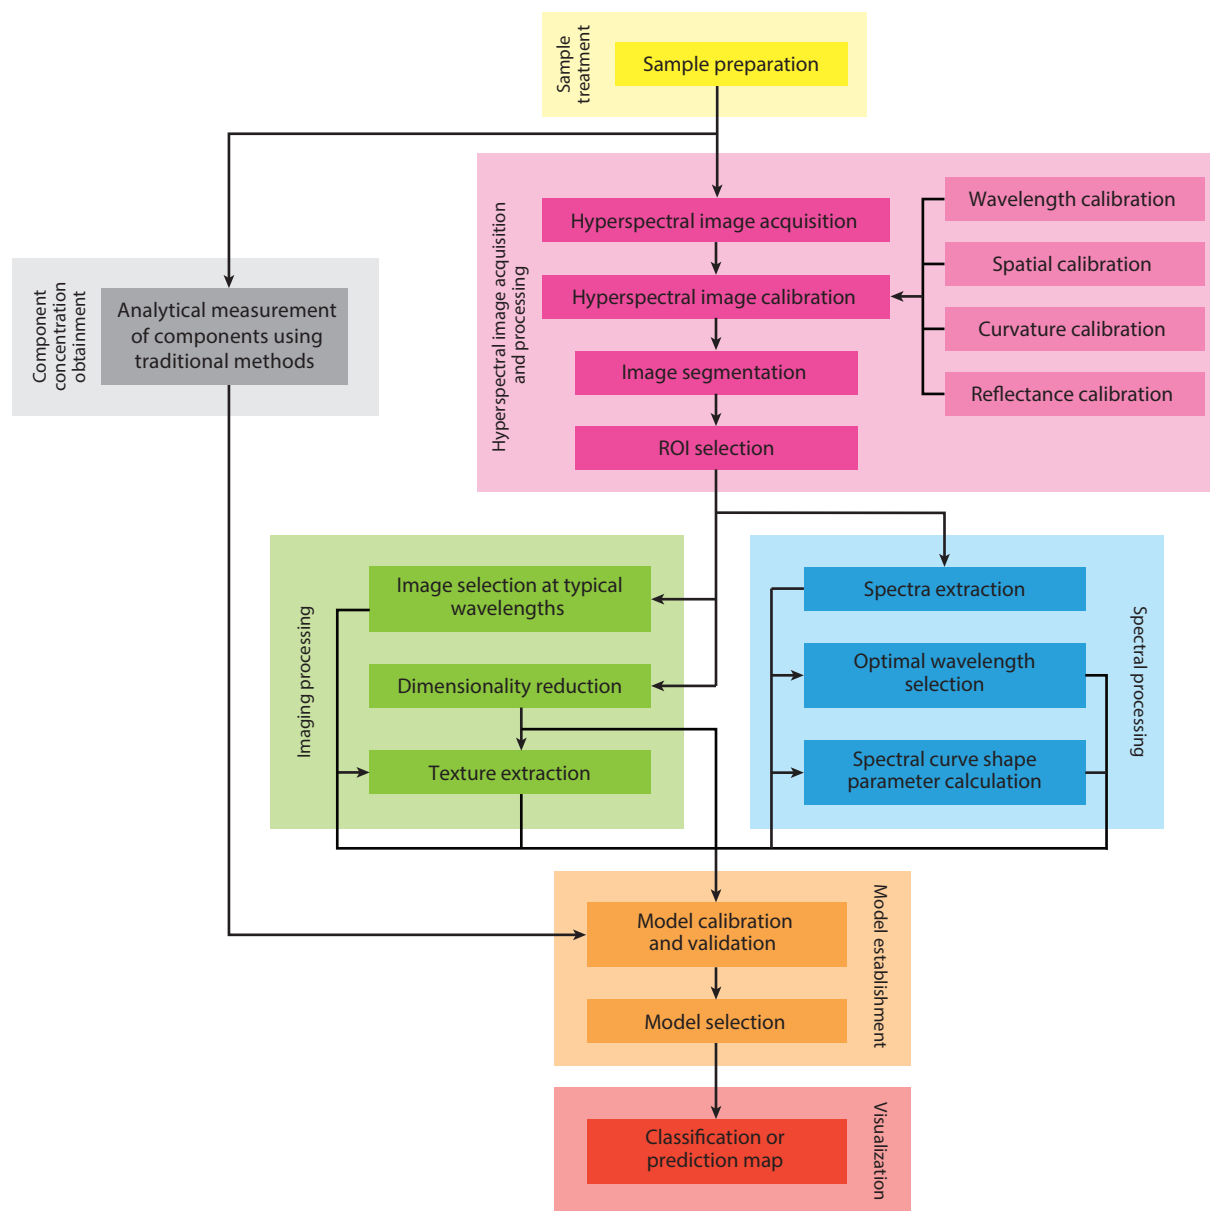 Sample
treatment
Sample preparation
Hyperspectral image acquisition
and processing
Hyperspectral image acquisition
Hyperspectral image calibration
Image segmentation
ROI selection
Wavelength calibration
Spatial calibration
Curvature calibration
Reflectance calibration
Component
concentration
obtainment
Analytical measurement
of components using
traditional methods
Imaging processing
Image selection at typical
wavelengths
Dimensionality reduction
Texture extraction
Spectra extraction
Optimal wavelength
selection
Spectral curve shape
parameter calculation
Spectral processing
Model calibration
and validation
Model selection
Model establishment
Classification or
prediction map
Visualization